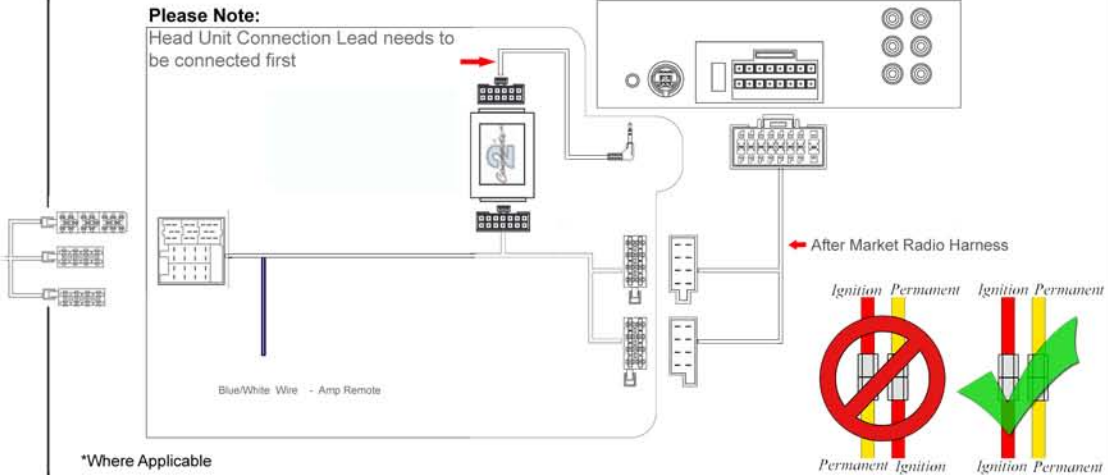 Please Note:
Head Unit Connection Lead needs to
be connected first
After Market Radio Harness
Ignition Permanent Ignition Permanent
Blue/White Wire - Amp Remote
*Where Applicable
Permanent Ignition Ignition Permanent